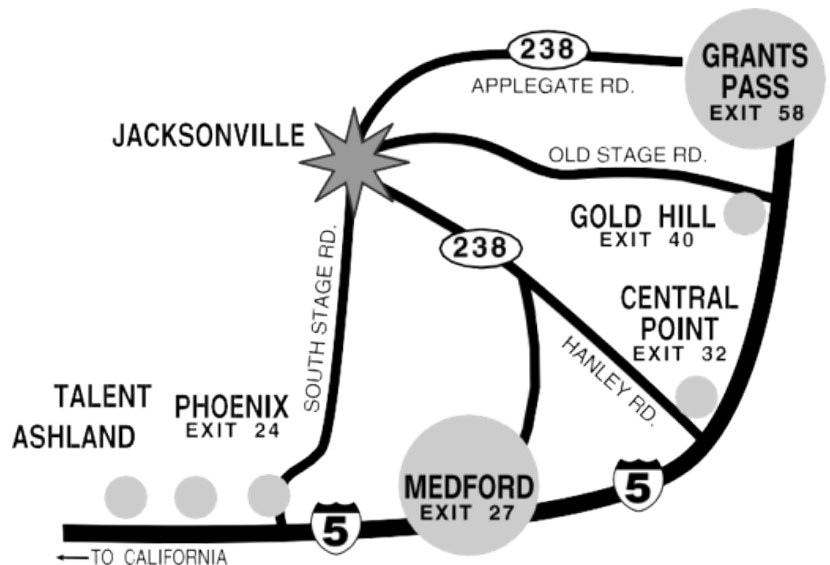 238
APPLEGATE RD.
GRANTS
PASS
EXIT 58
JACKSONVILLE
OLD STAGE RD.
GOLD HILL
EXIT 40
238
SOUTH STAGE RD.
CENTRAL
POINT
EXIT 32
HANLEY RD.
TALENT
ASHLAND
PHOENIX
EXIT 24
MEDFORD
EXIT 27
5
5
TO CALIFORNIA